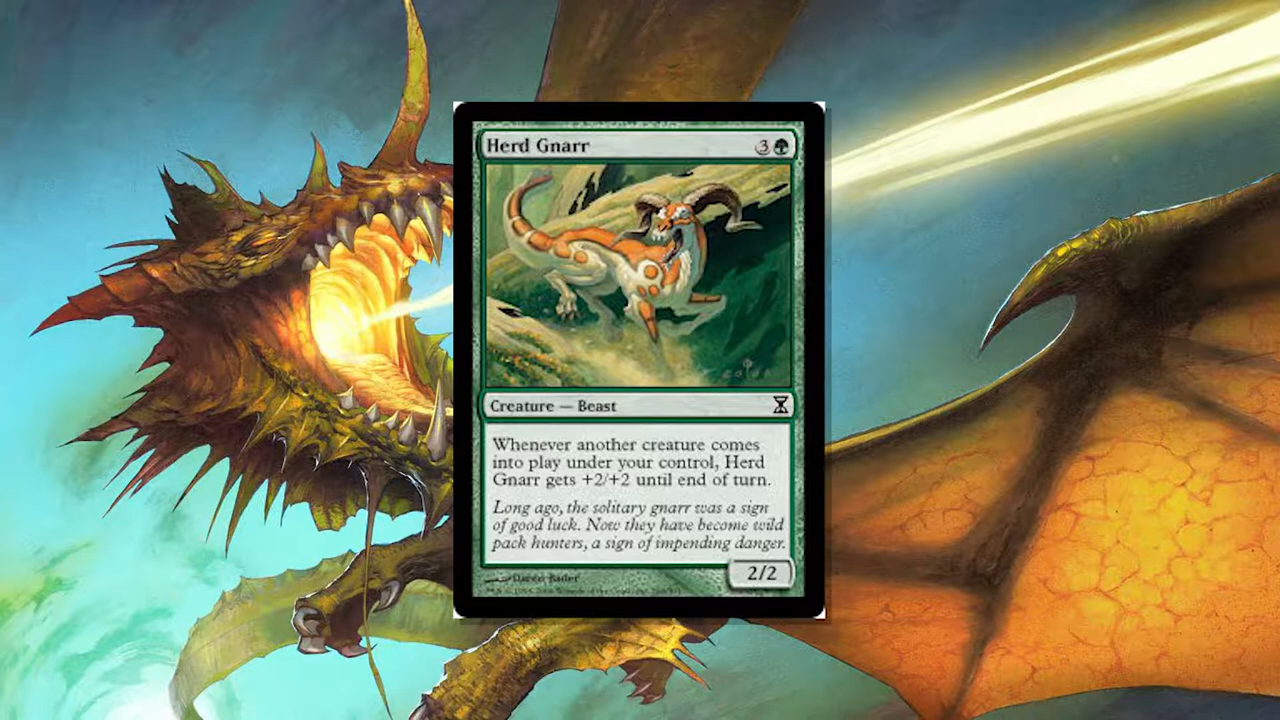 Herd Gnarr
3
Creature — Beast
Whenever another creature comes
into play under your control, Herd
Gnarr gets +2/+2 until end of turn.
Long ago, the solitary gnarr was a sign
of good luck. Now they have become wild
pack hunters, a sign of impending danger.
2/2
Daren Bader